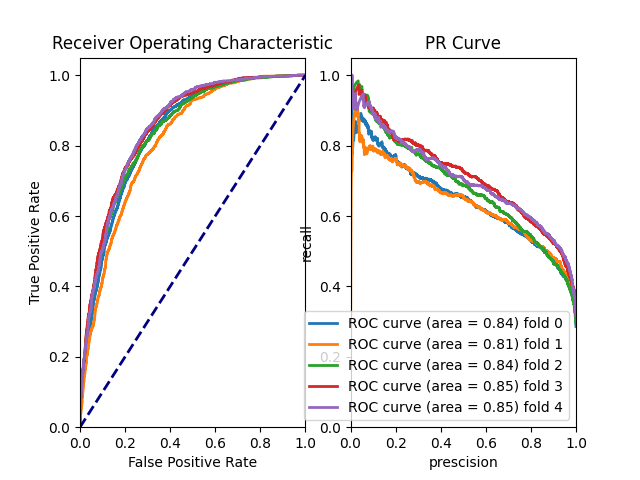 Receiver Operating Characteristic
PR Curve
True Positive Rate
1.0
0.8
0.6
0.4
0.2
0.0
0.0 0.2 0.4 0.6 0.8 1.0
False Positive Rate
recall
1.0
0.8
0.6
0.4
0.2
0.0
ROC curve (area = 0.84) fold 0
ROC curve (area = 0.81) fold 1
ROC curve (area = 0.84) fold 2
ROC curve (area = 0.85) fold 3
ROC curve (area = 0.85) fold 4
0.0 0.2 0.4 0.6 0.8 1.0
prescision